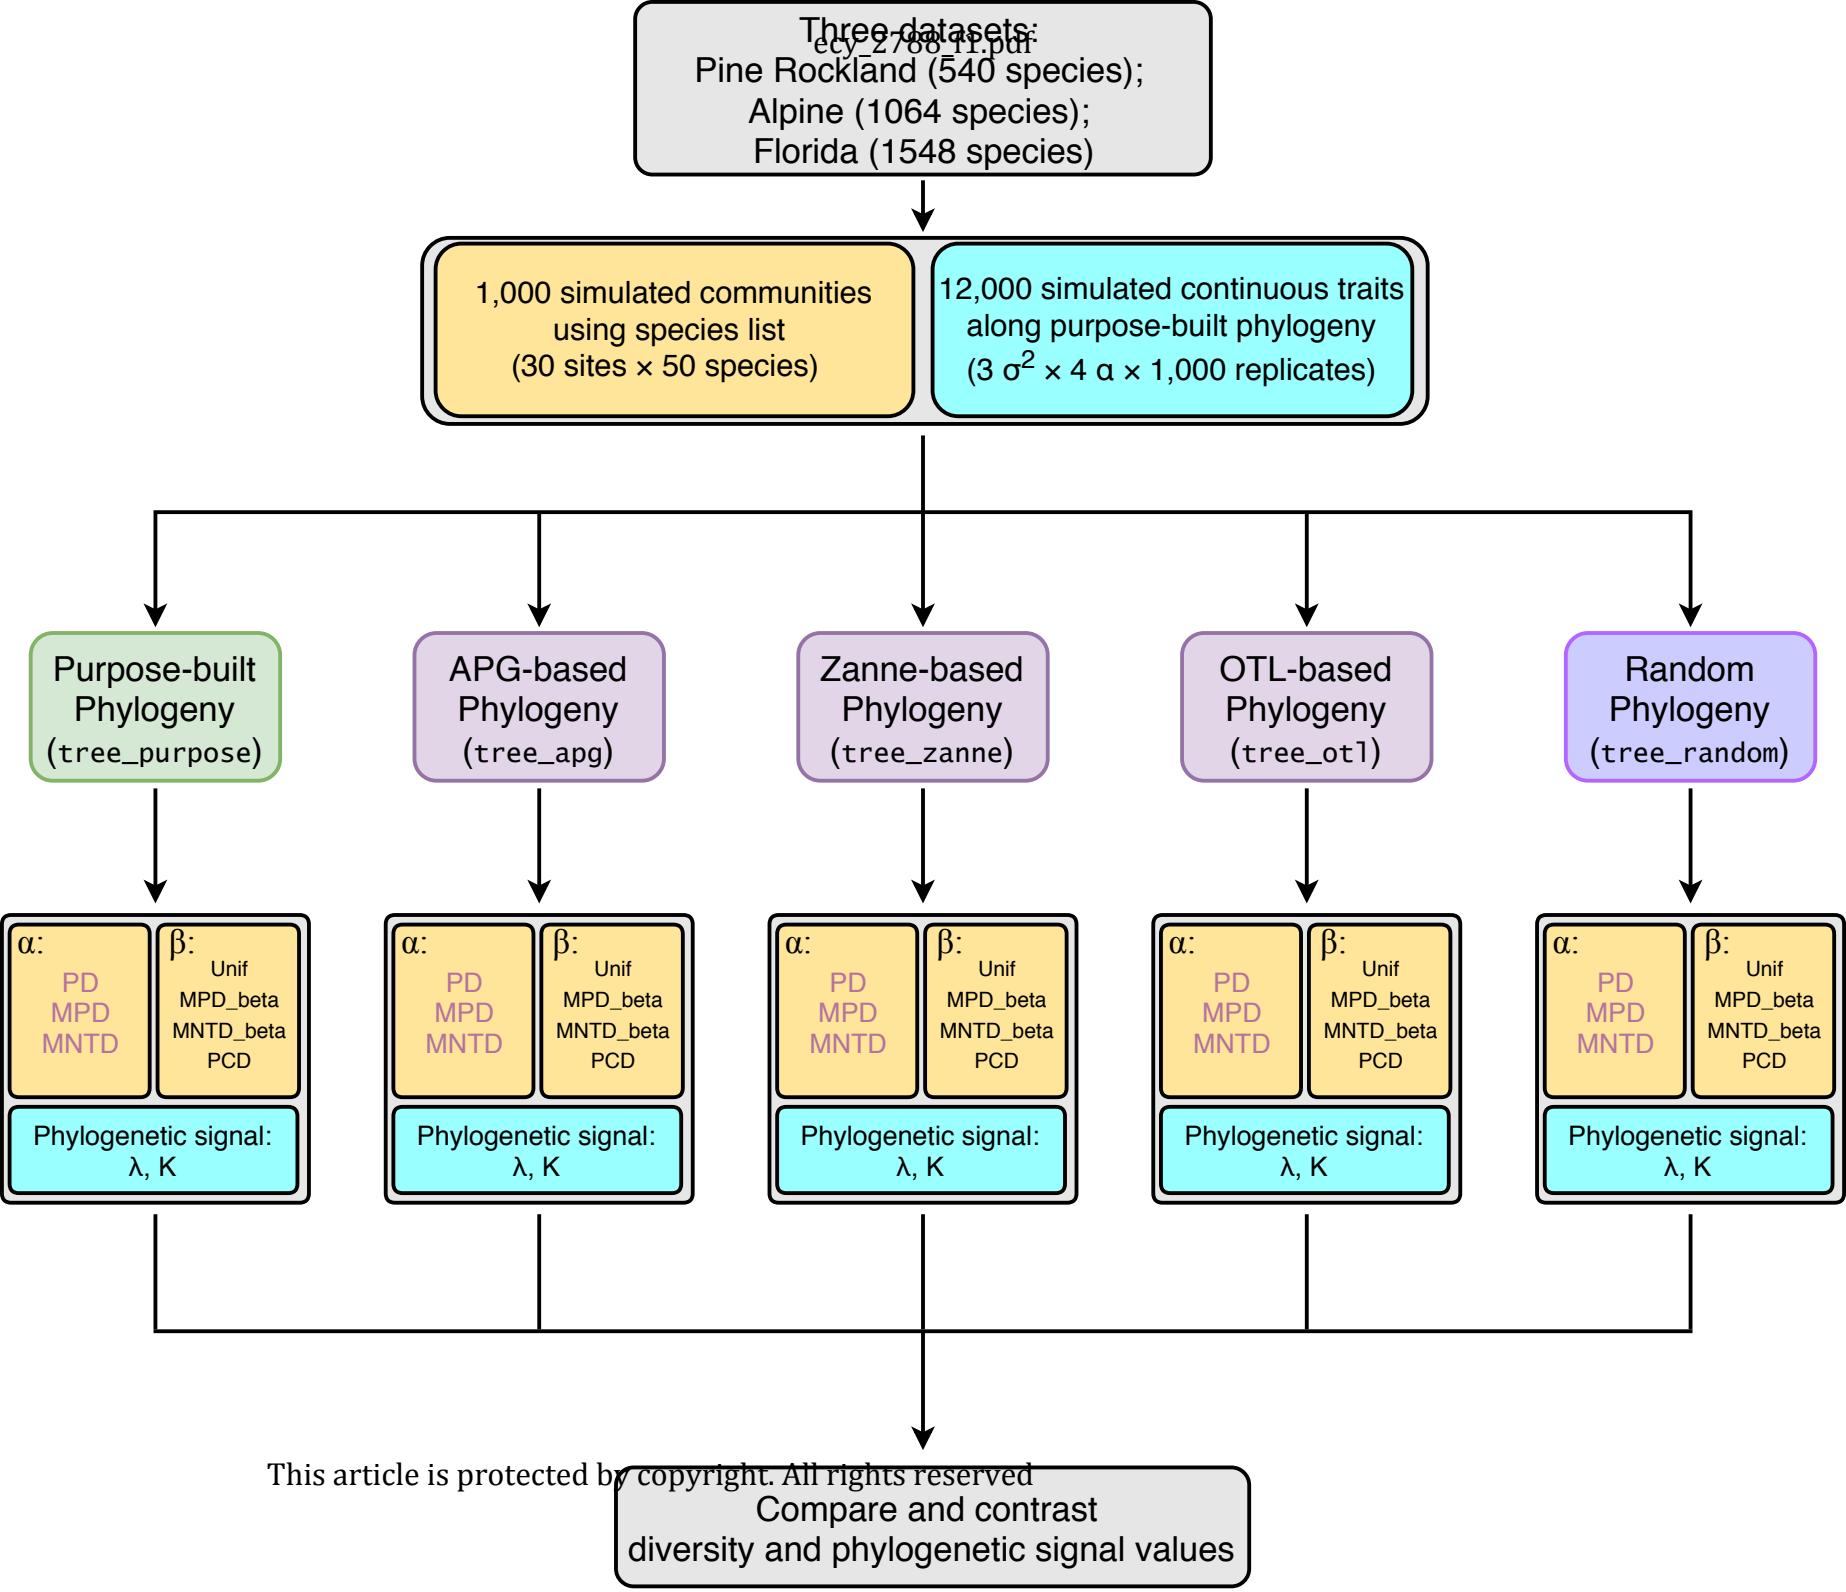 Three datasets:
ecy_2788_f1.pdf
Pine Rockland (540 species);
Alpine (1064 species);
Florida (1548 species)
1,000 simulated communities
using species list
(30 sites × 50 species)
12,000 simulated continuous traits
along purpose-built phylogeny
(3 σ² × 4 α × 1,000 replicates)
Purpose-built
Phylogeny
(tree_purpose)
APG-based
Phylogeny
(tree_apg)
Zanne-based
Phylogeny
(tree_zanne)
OTL-based
Phylogeny
(tree_otl)
Random
Phylogeny
(tree_random)
α:
PD
MPD
MNTD
β:
Unif
MPD_beta
MNTD_beta
PCD
Phylogenetic signal:
λ, K
α:
PD
MPD
MNTD
β:
Unif
MPD_beta
MNTD_beta
PCD
Phylogenetic signal:
λ, K
α:
PD
MPD
MNTD
β:
Unif
MPD_beta
MNTD_beta
PCD
Phylogenetic signal:
λ, K
α:
PD
MPD
MNTD
β:
Unif
MPD_beta
MNTD_beta
PCD
Phylogenetic signal:
λ, K
α:
PD
MPD
MNTD
β:
Unif
MPD_beta
MNTD_beta
PCD
Phylogenetic signal:
λ, K
This article is protected by copyright. All rights reserved
Compare and contrast
diversity and phylogenetic signal values